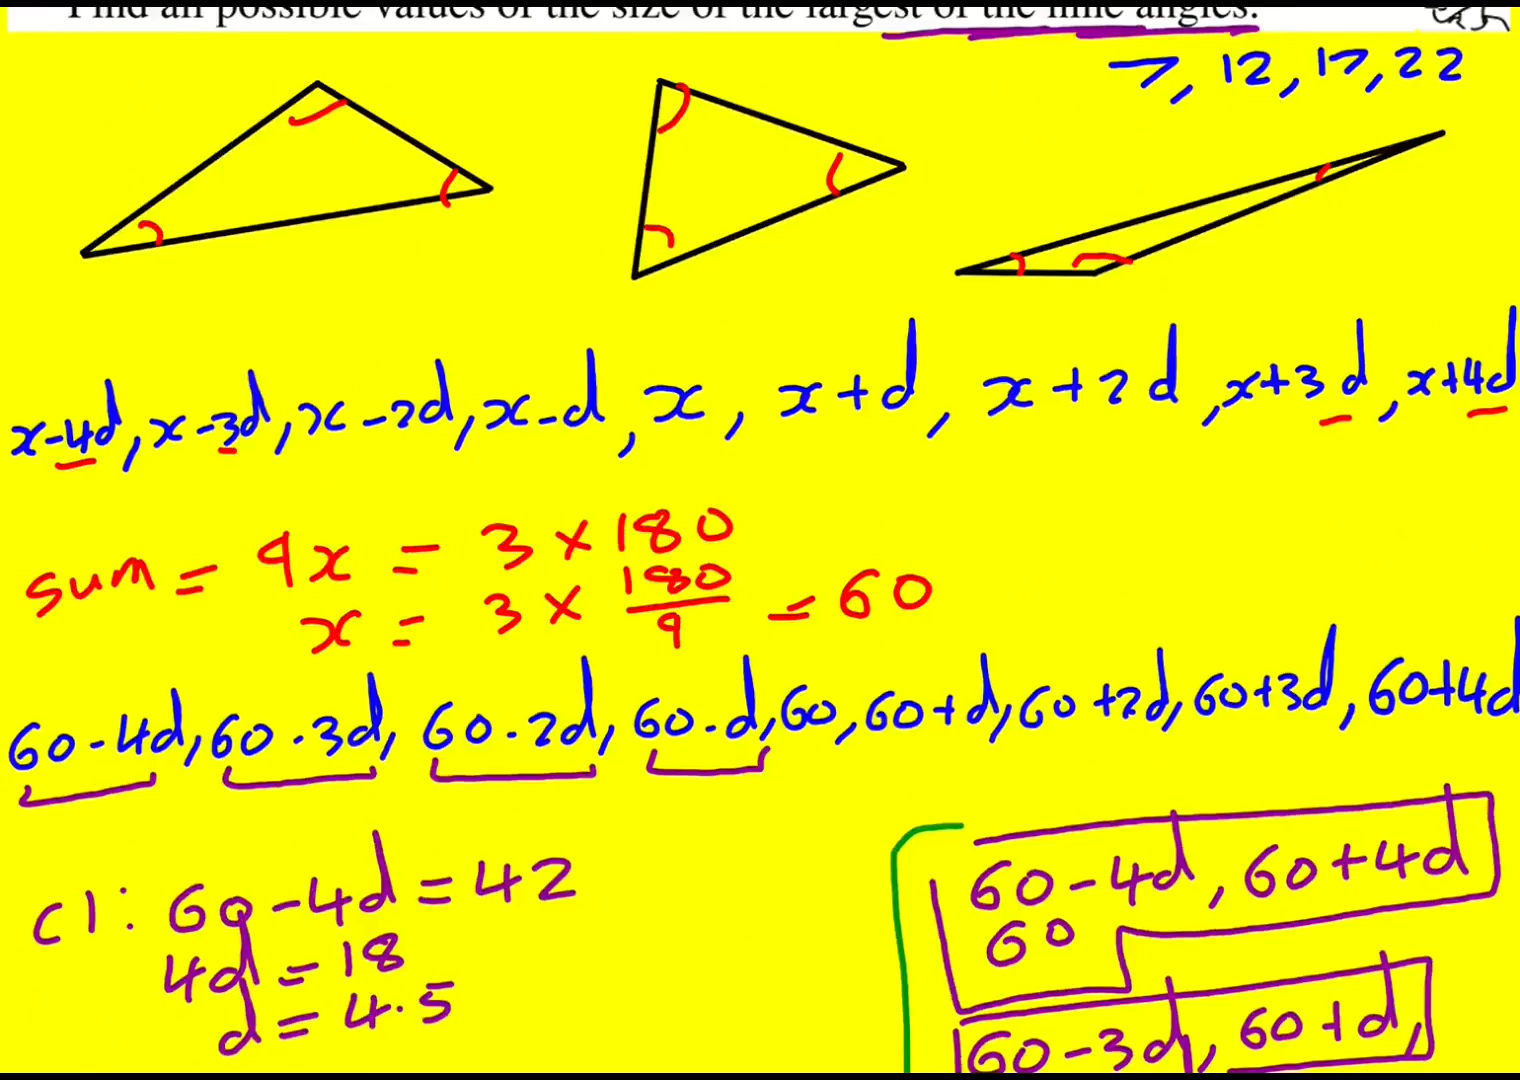 Find all possible values of the size of the largest of the nine angles.
7, 12, 17, 22
x-4d, x-3d, x-2d, x-d, x, x+d, x+2d, x+3d, x+4d
sum = 9x = 3 × 180
x = 3 × 180/9 = 60
60-4d, 60-3d, 60-2d, 60-d, 60, 60+d, 60+2d, 60+3d, 60+4d
C1: 60-4d = 42
4d = 18
d = 4.5
60-4d, 60+4d
60
60-3d, 60+d,